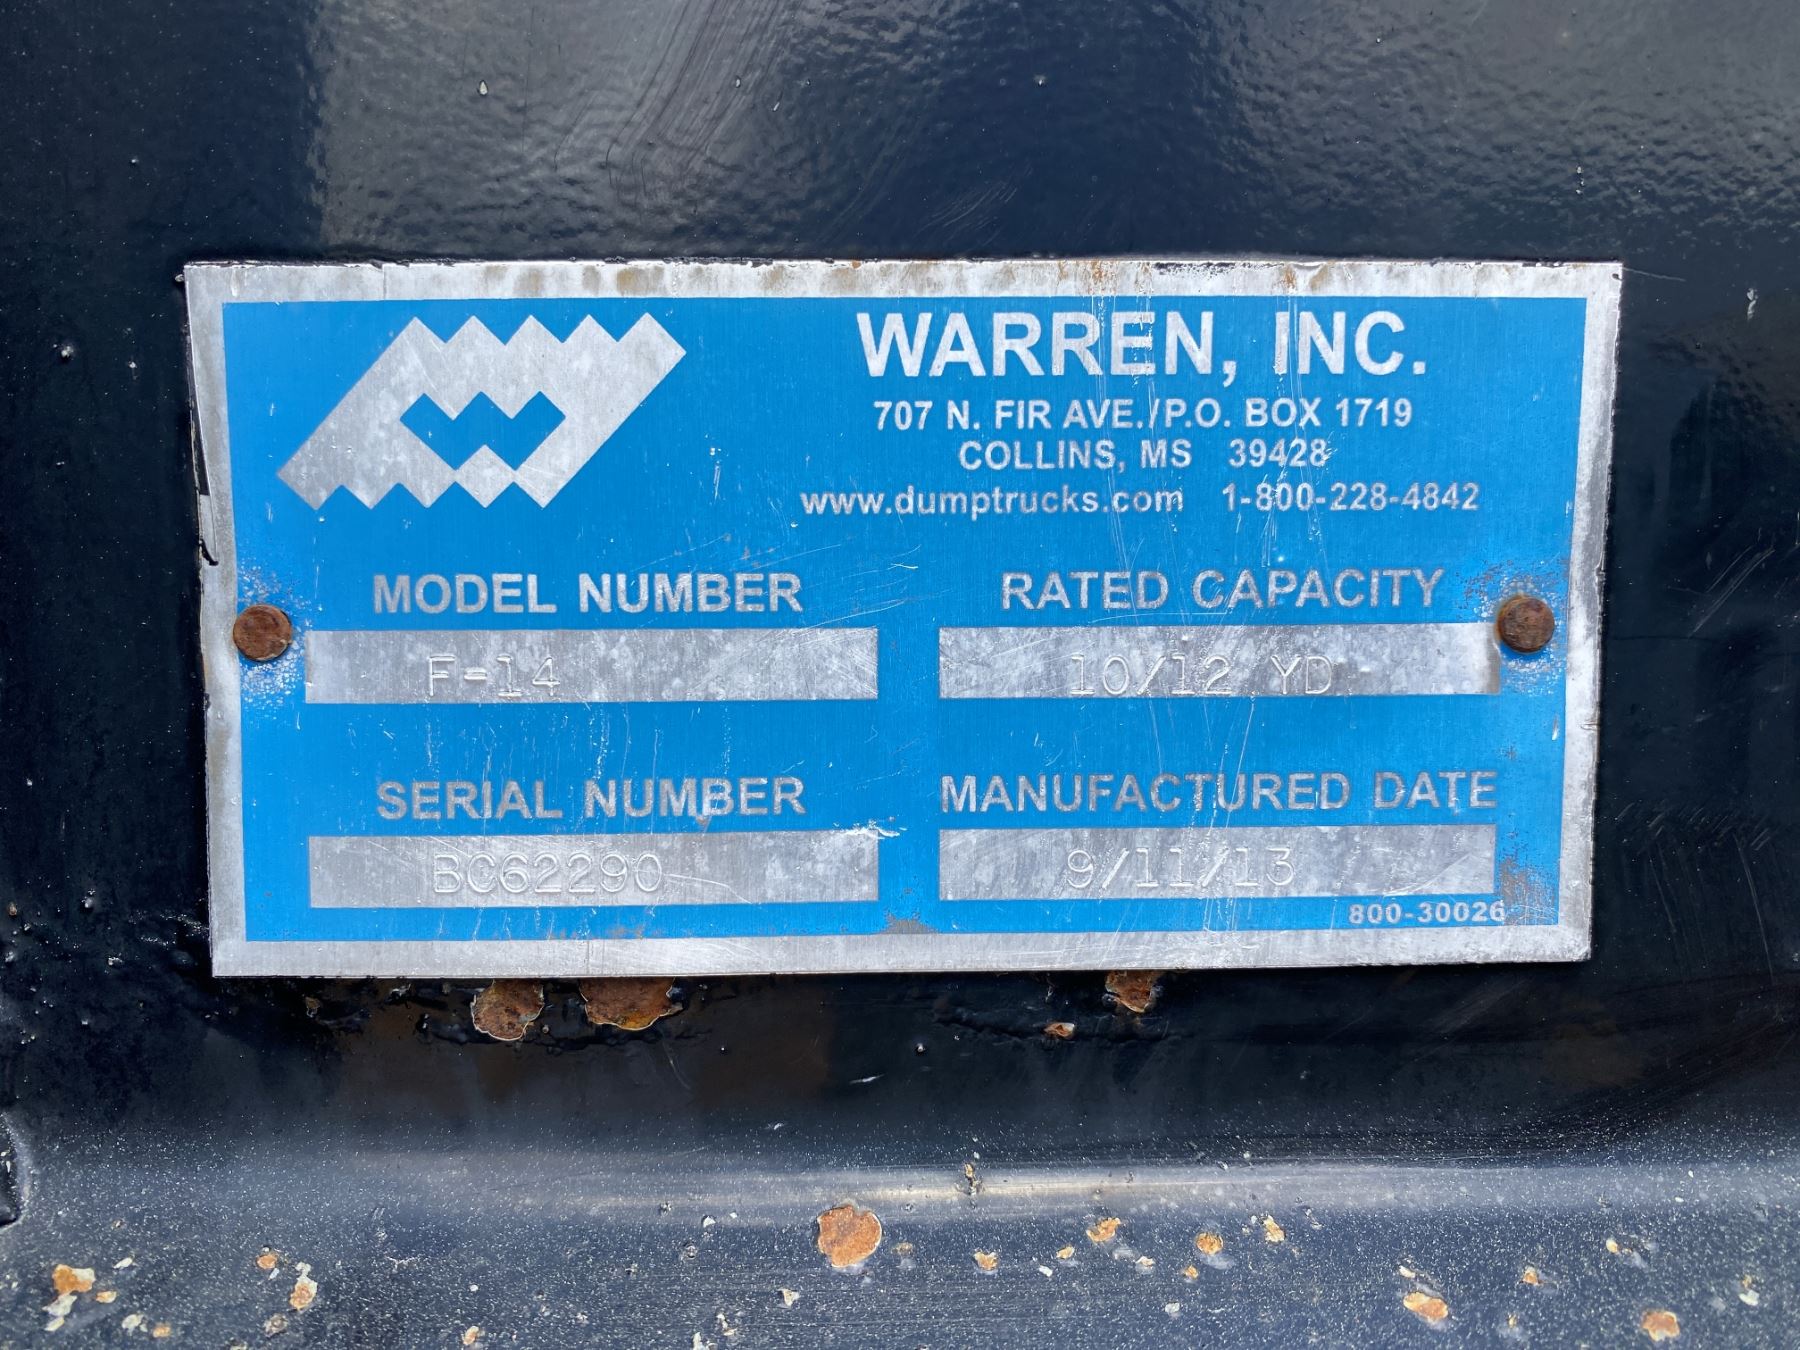 WARREN, INC.
707 N. FIR AVE./P.O. BOX 1719
COLLINS, MS 39428
www.dumptrucks.com 1-800-228-4842
MODEL NUMBER
F-14
RATED CAPACITY
10/12 YD
SERIAL NUMBER
BC62290
MANUFACTURED DATE
9/11/13
800-30026